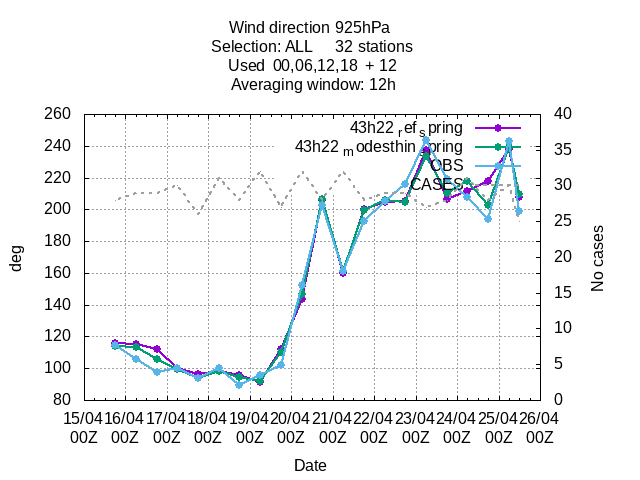 Wind direction 925hPa
Selection: ALL 32 stations
Used 00,06,12,18 + 12
Averaging window: 12h
43h22_ref_spring
43h22_modesthin_spring
OBS
CASES
260
240
220
200
180
160
140
120
100
80
deg
40
35
30
25
20
15
10
5
0
No cases
15/04 16/04 17/04 18/04 19/04 20/04 21/04 22/04 23/04 24/04 25/04 26/04
00Z 00Z 00Z 00Z 00Z 00Z 00Z 00Z 00Z 00Z 00Z 00Z
Date